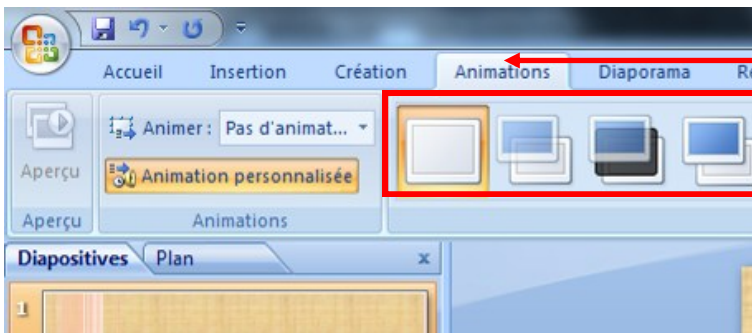 Accueil Insertion Création Animations Diaporama
Animer : Pas d'animat...
Aperçu Animation personnalisée
Aperçu Animations
Diapositives Plan x
1